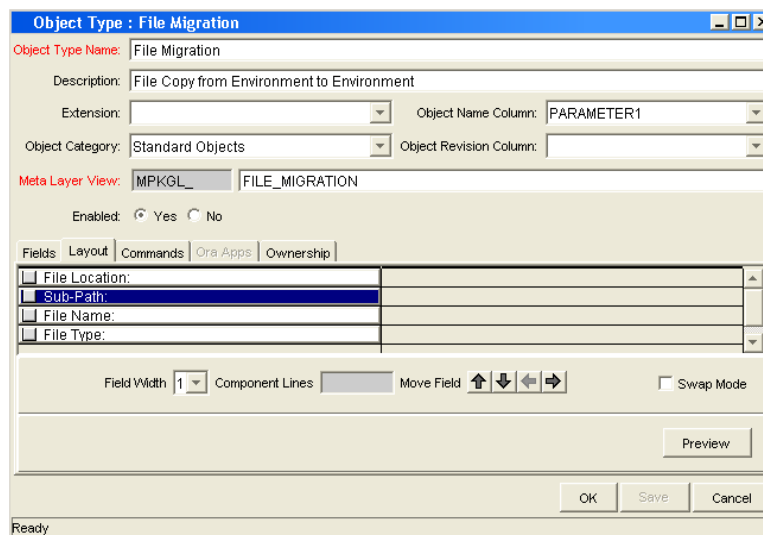 Object Type : File Migration
Object Type Name: File Migration
Description: File Copy from Environment to Environment
Extension: Object Name Column: PARAMETER1
Object Category: Standard Objects Object Revision Column:
Meta Layer View: MPKGL_ FILE_MIGRATION
Enabled: Yes No
Fields Layout Commands Ora Apps Ownership
File Location:
Sub-Path:
File Name:
File Type:
Field Width 1 Component Lines Move Field Swap Mode
Preview
OK Save Cancel
Ready